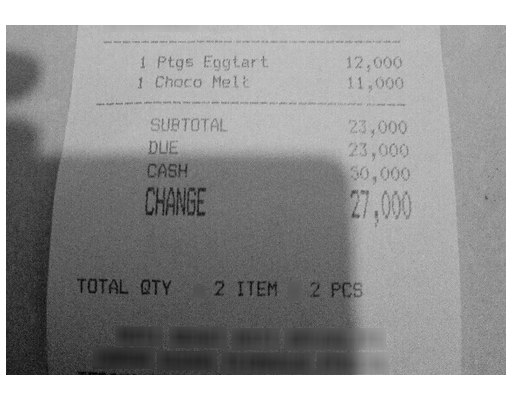 1 Ptgs Eggtart 12,000
1 Choco Melt 11,000
SUBTOTAL 23,000
DUE 23,000
CASH 50,000
CHANGE 27,000
TOTAL QTY 2 ITEM 2 PCS